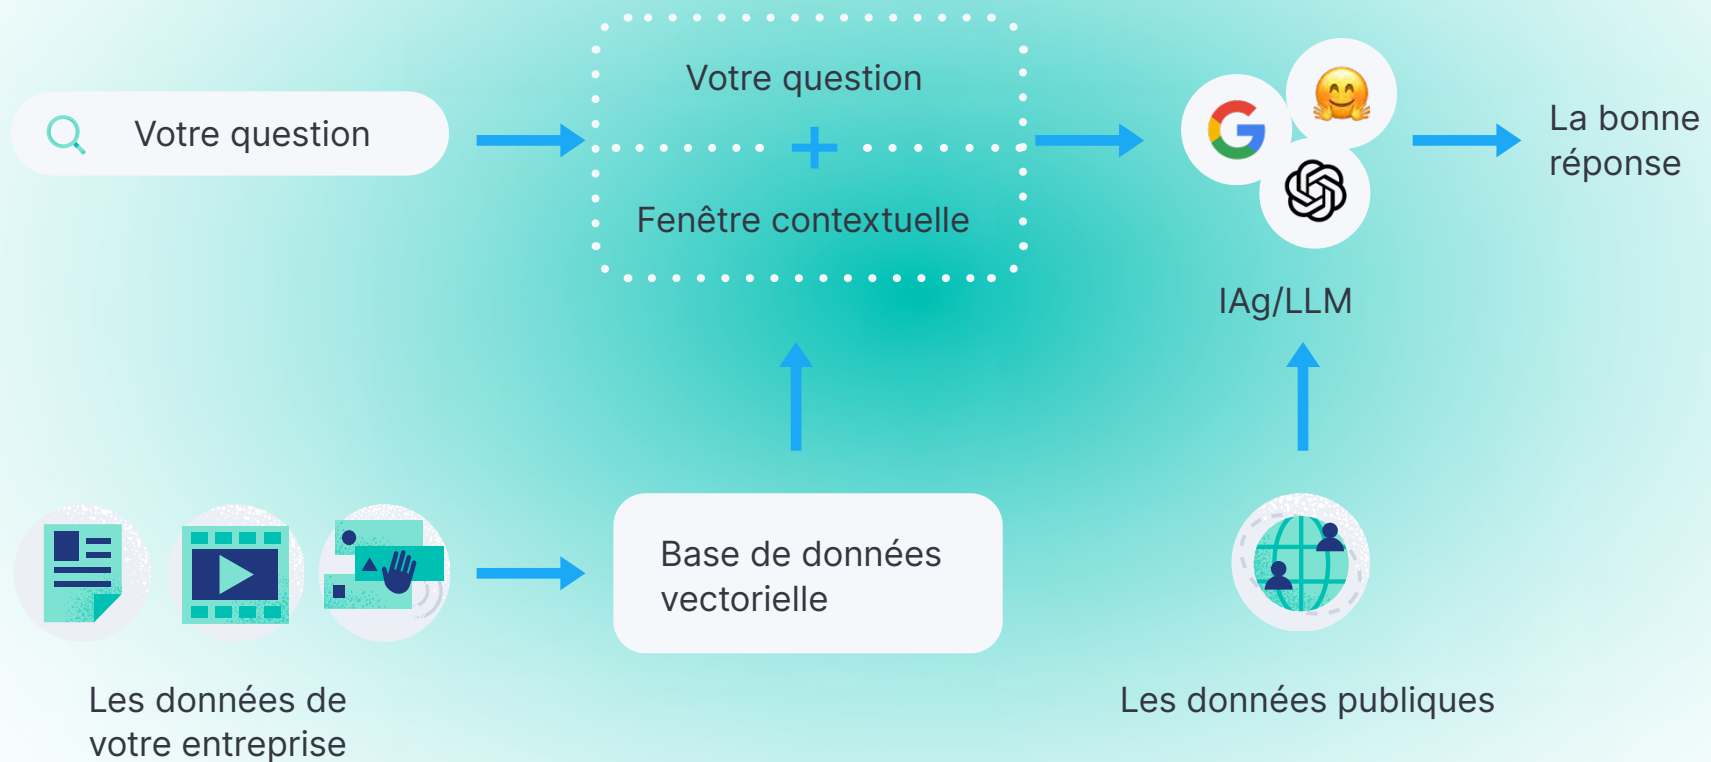 Votre question
Votre question
+
Fenêtre contextuelle
La bonne
réponse
IAg/LLM
Base de données
vectorielle
Les données de
votre entreprise
Les données publiques